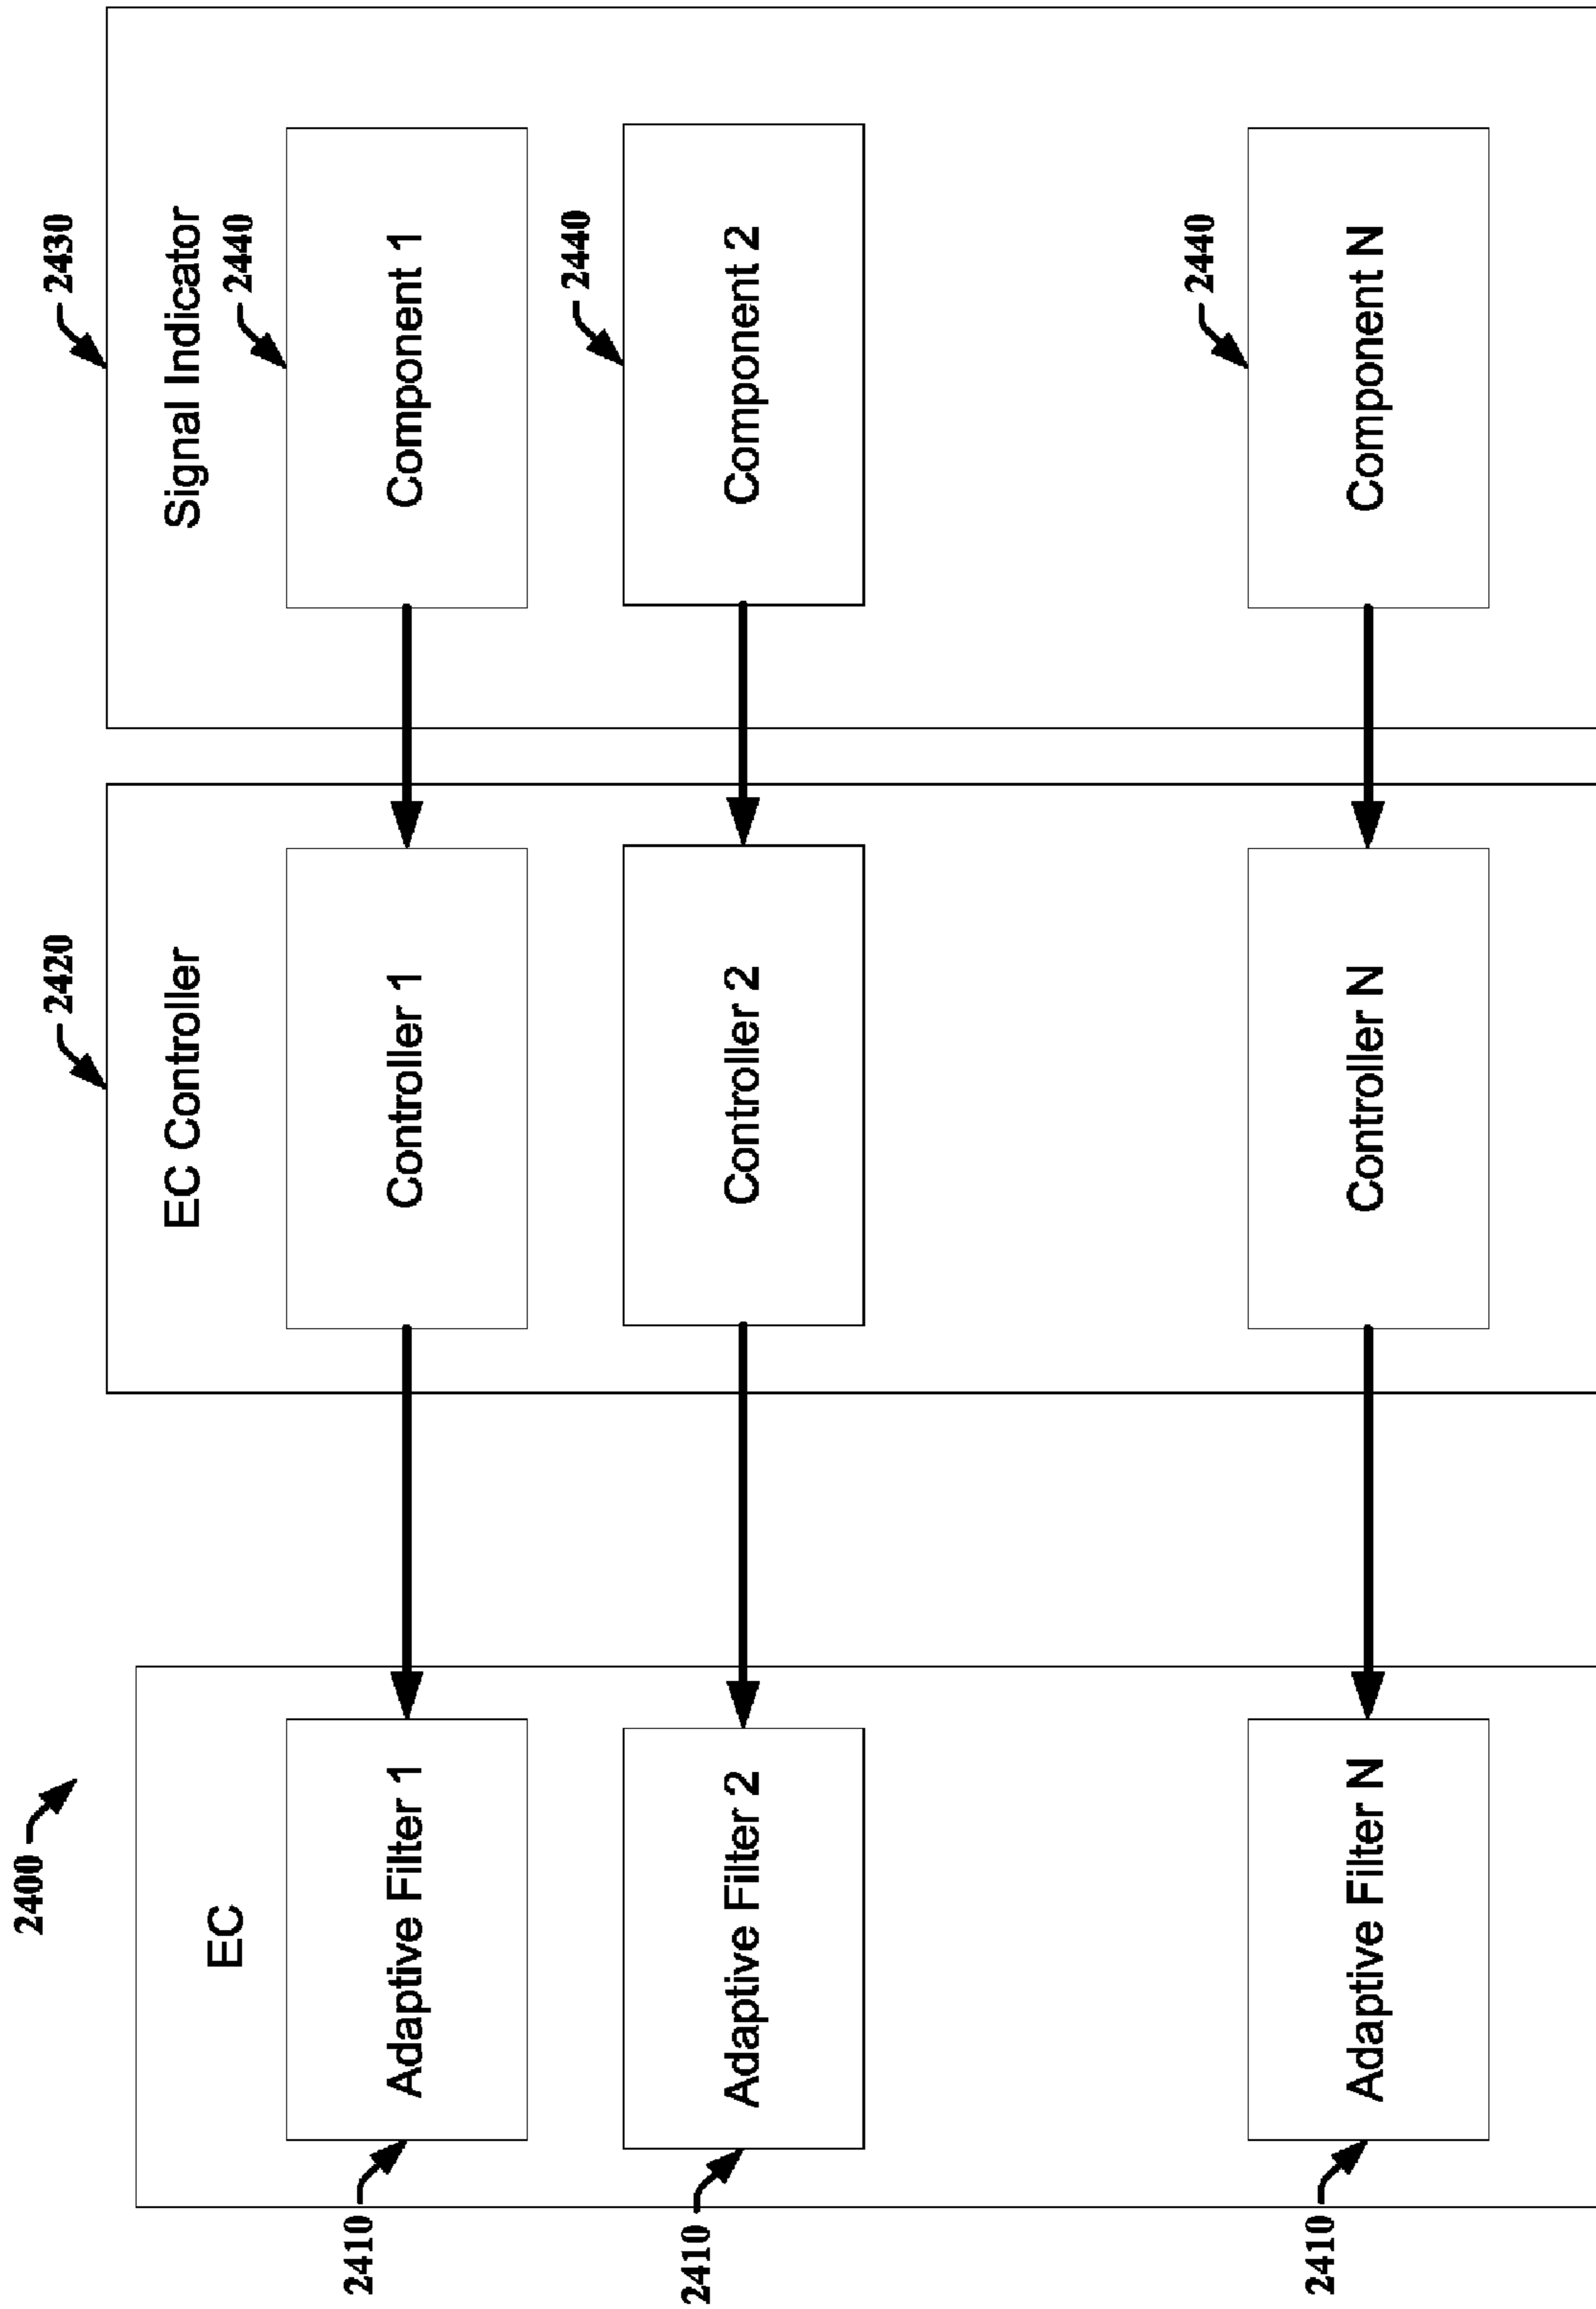 2400
2420
2430
EC
EC Controller
Signal Indicator
2440
2410
Adaptive Filter 1
Controller 1
Component 1
2440
2410
Adaptive Filter 2
Controller 2
Component 2
2440
2410
Adaptive Filter N
Controller N
Component N